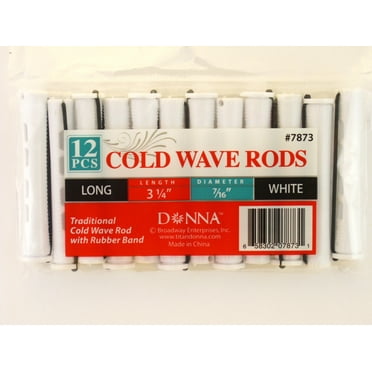 #7873
12 PCS
COLD WAVE RODS
LONG
LENGTH
3 ¼"
DIAMETER
7/16"
WHITE
Traditional
Cold Wave Rod
with Rubber Band
DONNA
© Broadway Enterprises, Inc.
www.titandonna.com
Made in China
6 58302 07873 1